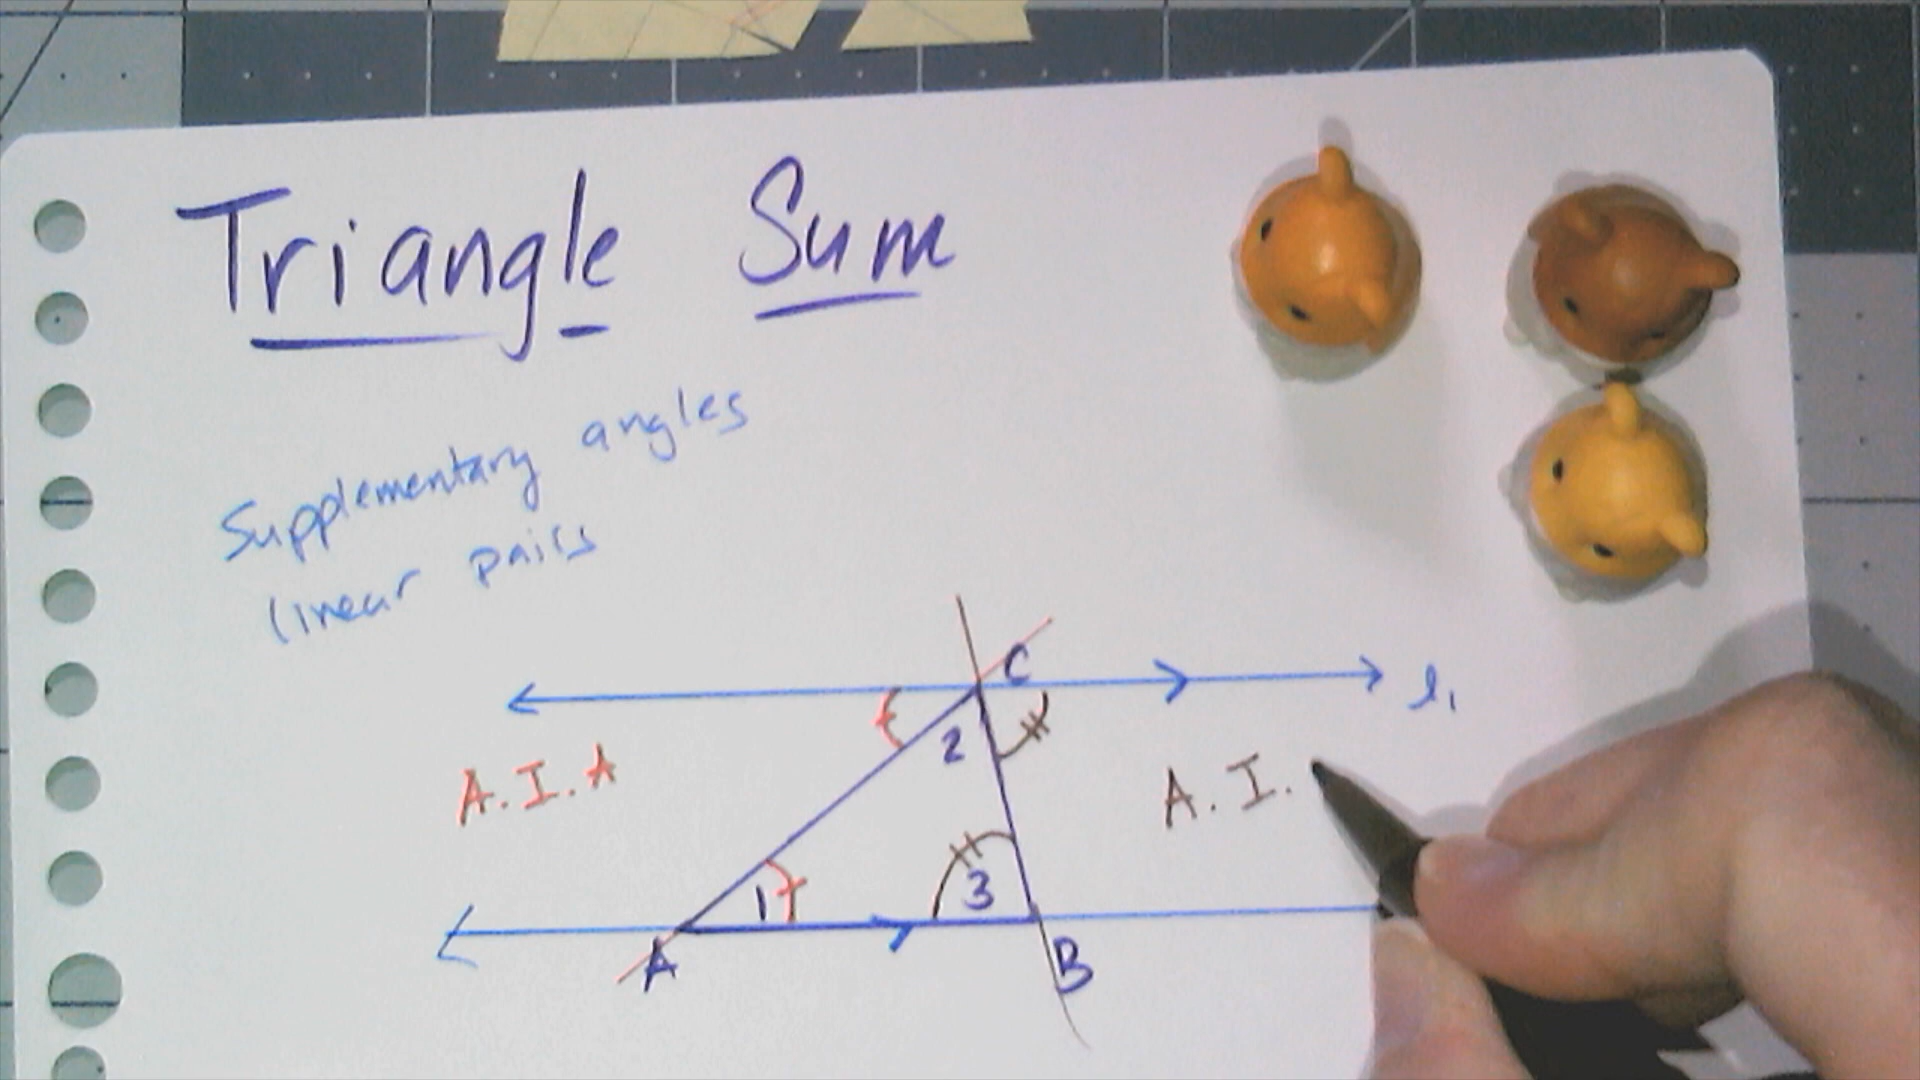 Triangle Sum
Supplementary angles
linear pairs
C
l₁
2
A.I.A
A.I.
1
3
A
B